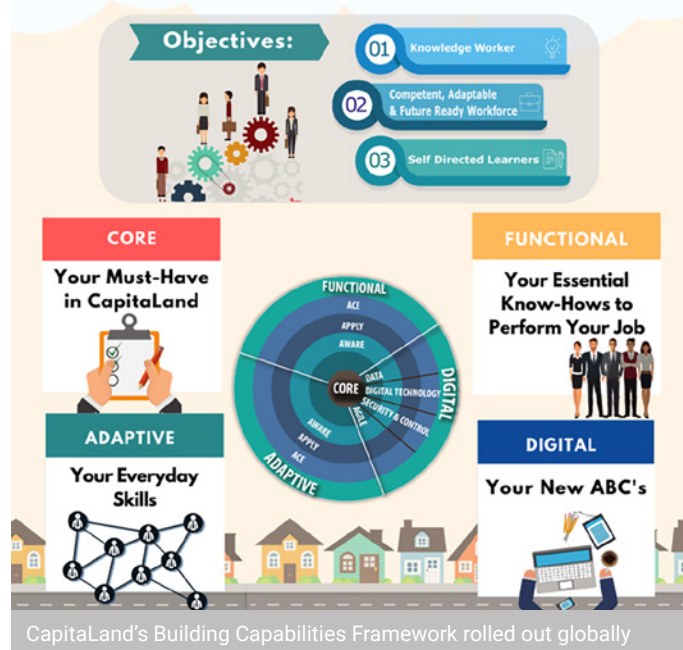 Objectives:
01 Knowledge Worker
02 Competent, Adaptable
& Future Ready Workforce
03 Self Directed Learners
CORE
Your Must-Have
in CapitaLand
FUNCTIONAL
Your Essential
Know-Hows to
Perform Your Job
FUNCTIONAL
ACE
APPLY
AWARE
CORE
DATA
DIGITAL TECHNOLOGY
SECURITY & CONTROL
AGILE
DIGITAL
AWARE
APPLY
ACE
ADAPTIVE
ADAPTIVE
Your Everyday
Skills
DIGITAL
Your New ABC's
CapitaLand's Building Capabilities Framework rolled out globally